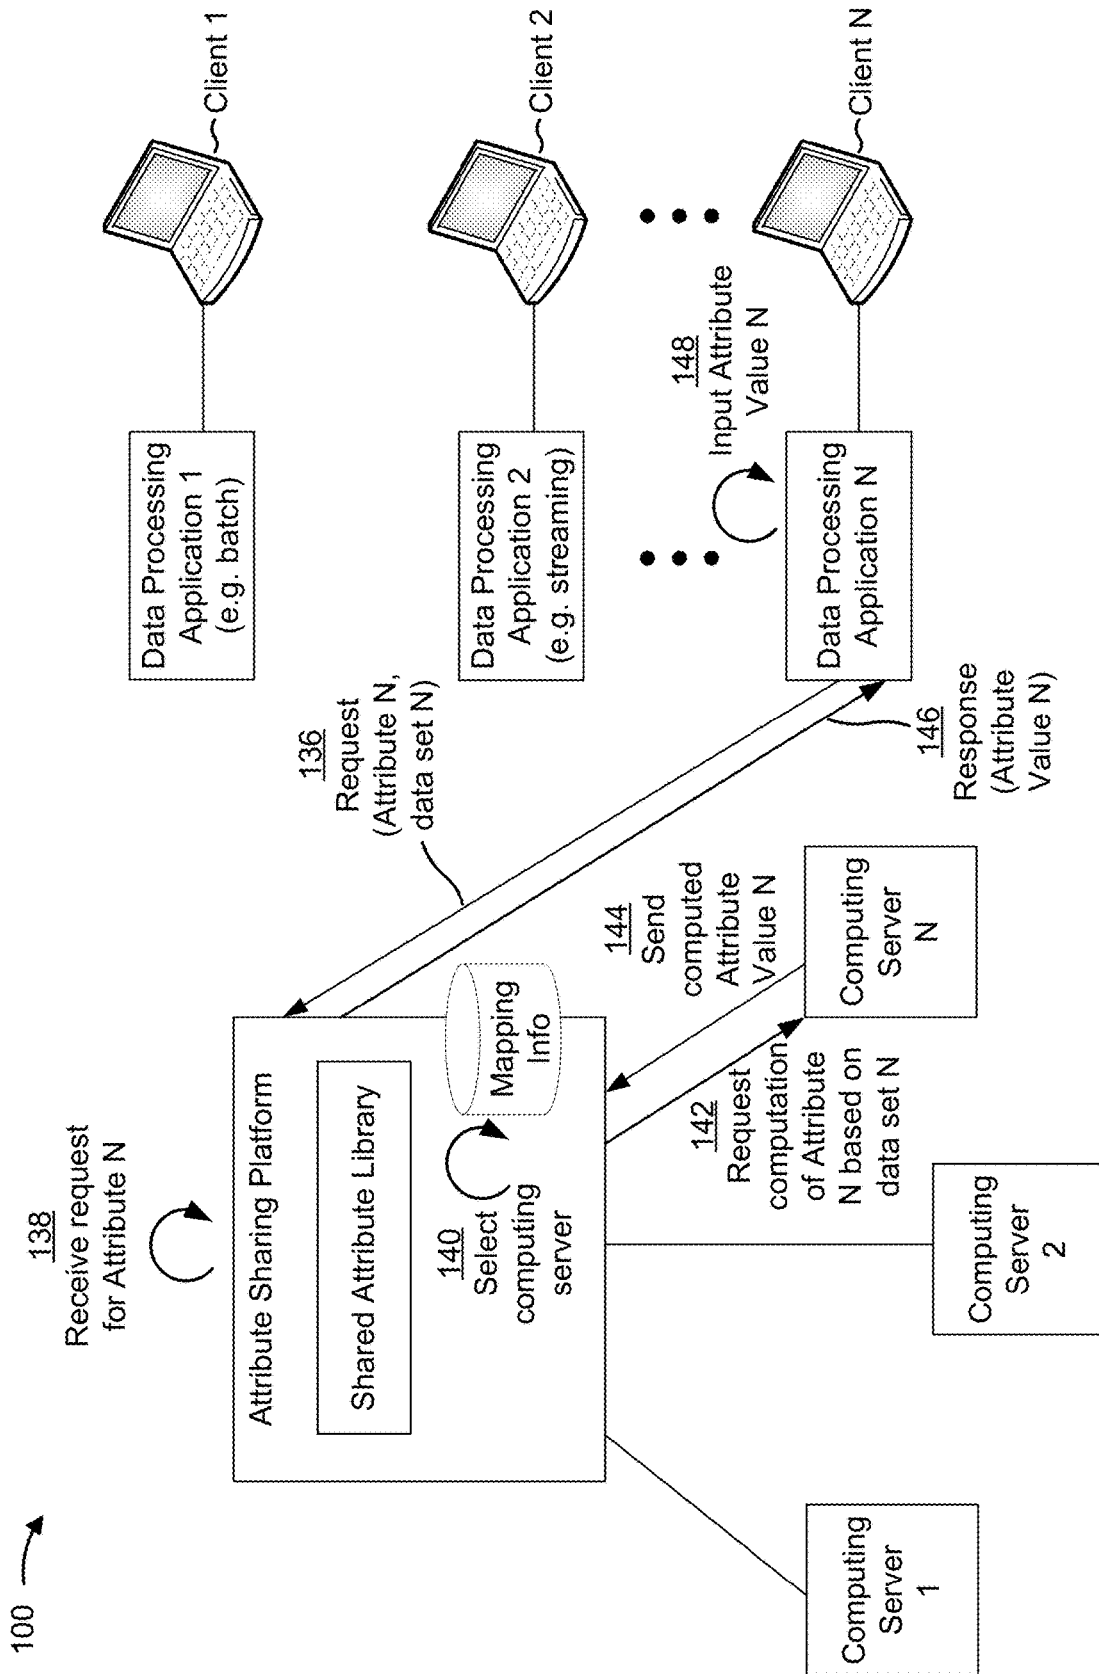 100
138
Receive request
for Attribute N
Attribute Sharing Platform
Shared Attribute Library
140
Select
computing
server
Mapping
Info
136
Request
(Attribute N,
data set N)
Data Processing
Application 1
(e.g. batch)
Client 1
Data Processing
Application 2
(e.g. streaming)
Client 2
148
Input Attribute
Value N
Data Processing
Application N
Client N
146
Response
(Attribute
Value N)
144
Send
computed
Attribute
Value N
142
Request
computation
of Attribute
N based on
data set N
Computing
Server
1
Computing
Server
2
Computing
Server
N